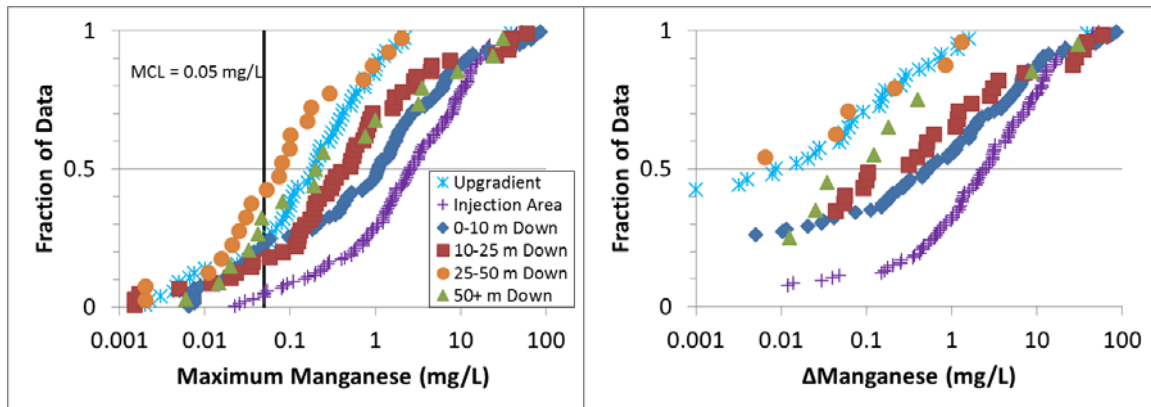 1
0.5
0
Fraction of Data
MCL = 0.05 mg/L
Upgradient
Injection Area
0-10 m Down
10-25 m Down
25-50 m Down
50+ m Down
0.001 0.01 0.1 1 10 100
Maximum Manganese (mg/L)
1
0.5
0
Fraction of Data
0.001 0.01 0.1 1 10 100
ΔManganese (mg/L)